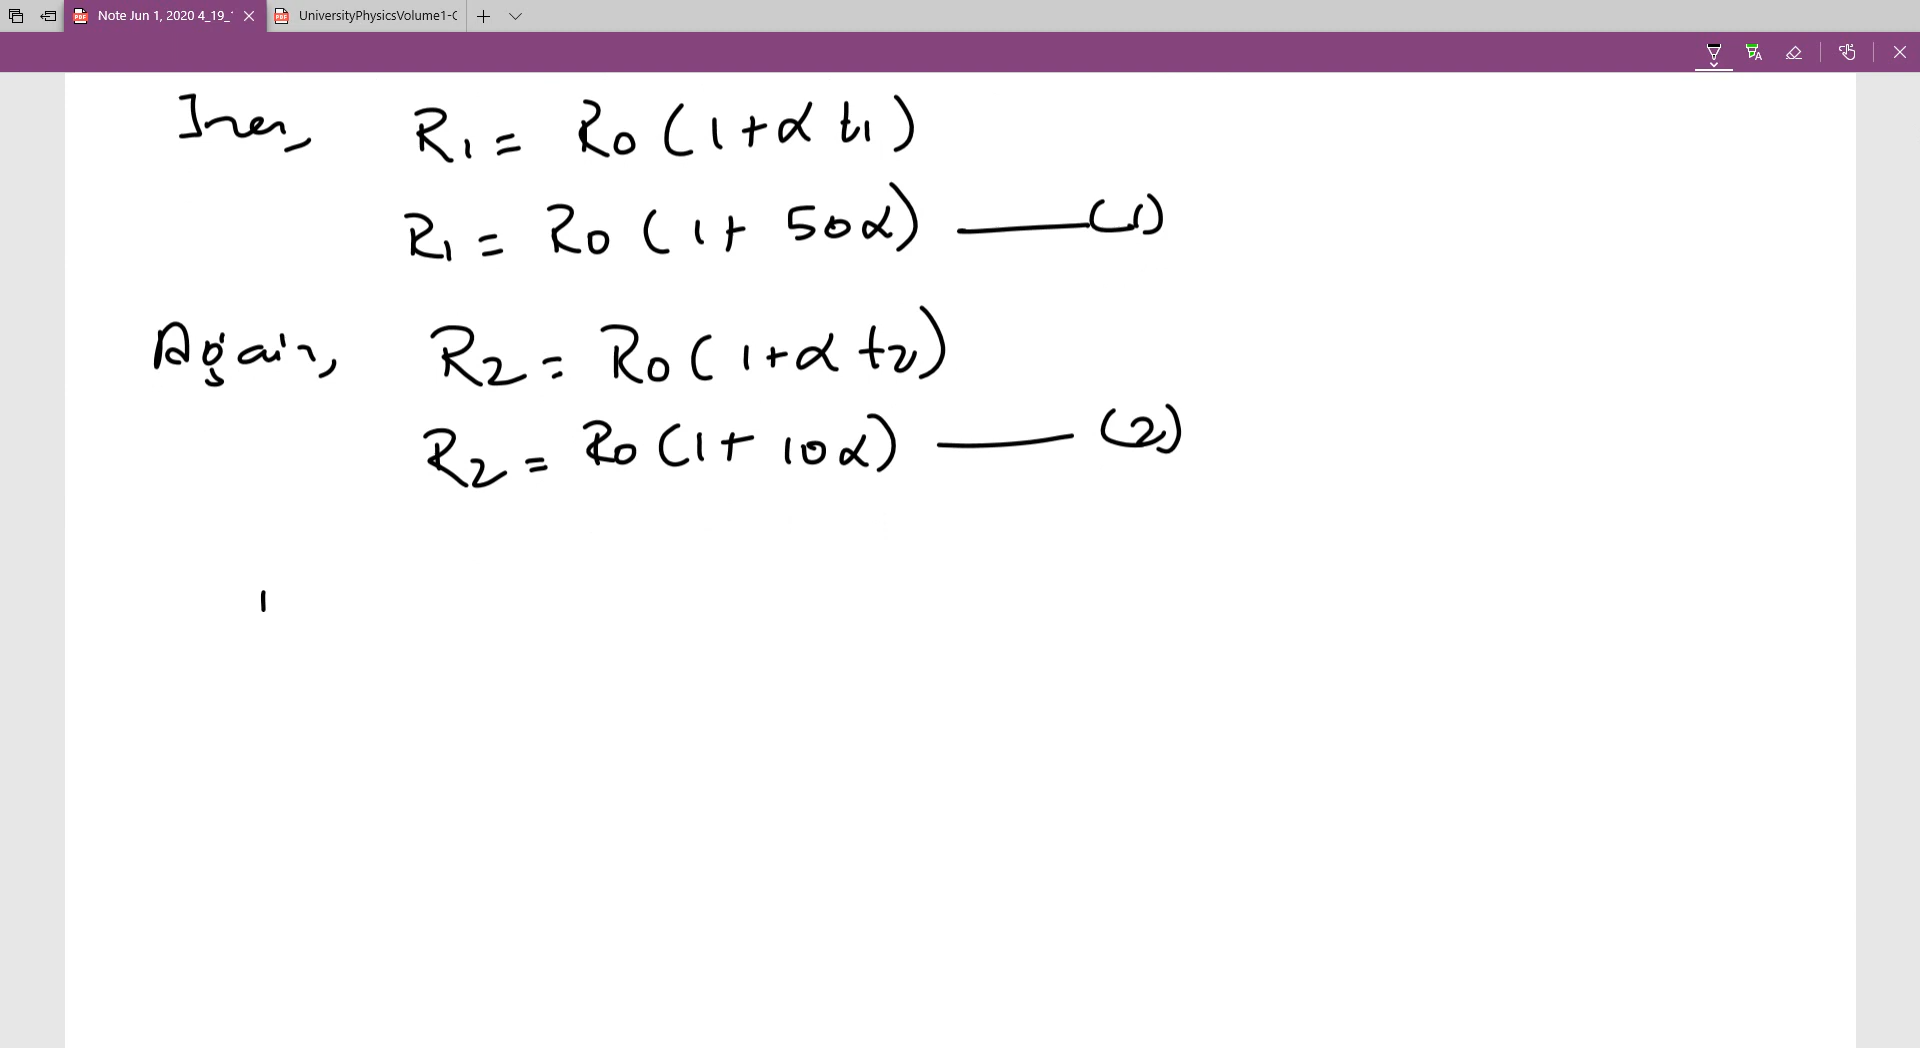 Note Jun 1, 2020 4_19_
UniversityPhysicsVolume1-
R1 = R0 (1+α t1)
R1 = R0 (1+ 50α) —— (1)
Again, R2 = R0 (1+α t2)
R2 = R0 (1+ 10α) —— (2)